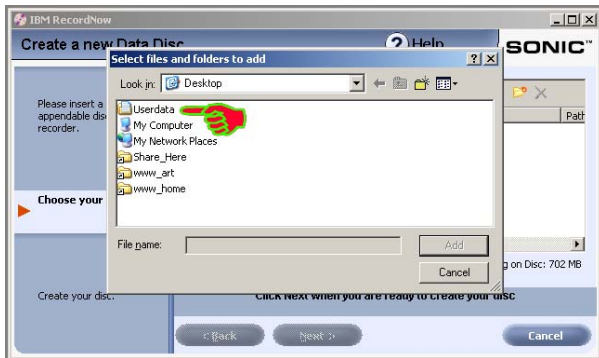 IBM RecordNow
Create a new Data Disc
Help
SONIC™
Select files and folders to add
Look in: Desktop
Userdata
My Computer
My Network Places
Share_Here
www_art
www_home
File name:
Add
Cancel
Please insert a
appendable dis
recorder.
Choose your
Create your disc.
Path
g on Disc: 702 MB
Click Next when you are ready to create your disc
< Back
Next >
Cancel